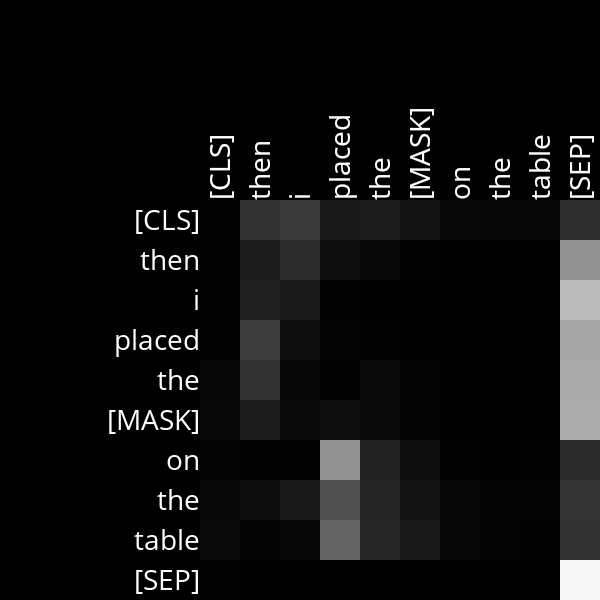 [CLS] then i placed the [MASK] on the table [SEP]
[CLS]
then
i
placed
the
[MASK]
on
the
table
[SEP]